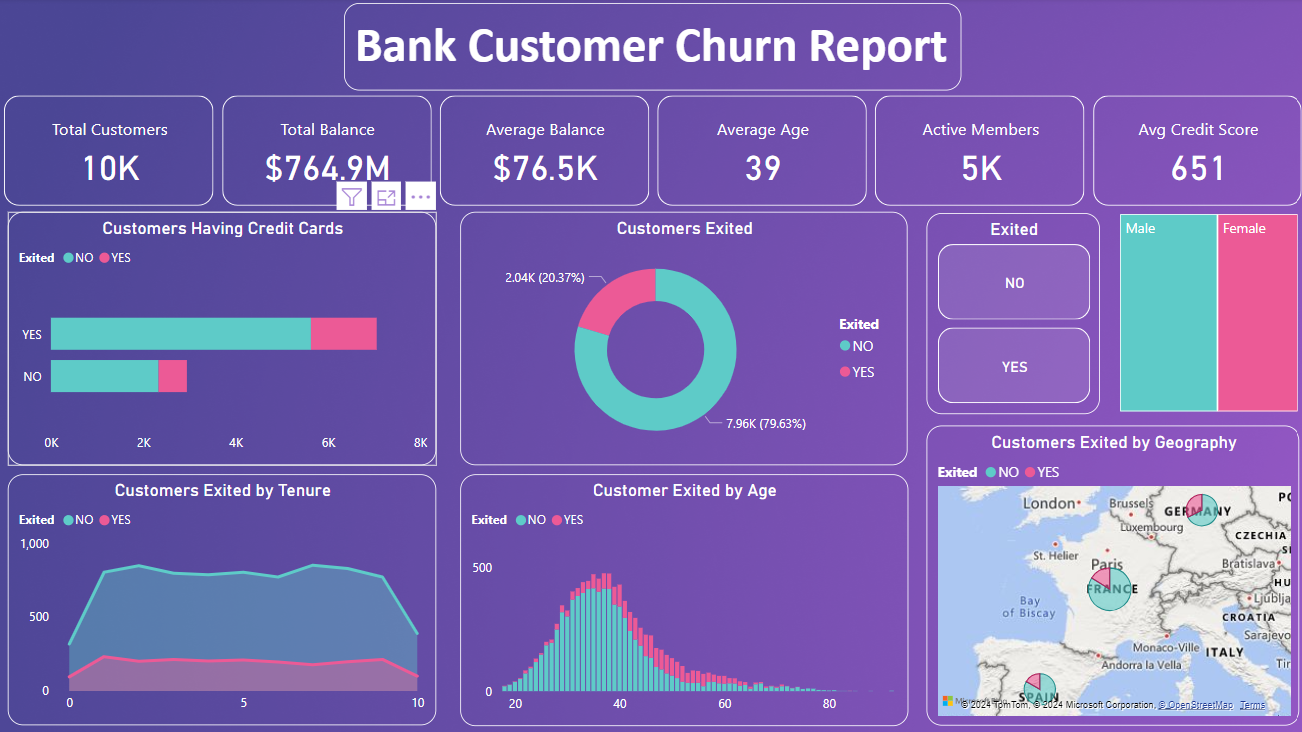 Bank Customer Churn Report
Total Customers
10K
Total Balance
$764.9M
Average Balance
$76.5K
Average Age
39
Active Members
5K
Avg Credit Score
651
Customers Having Credit Cards
Exited NO YES
YES
NO
0K 2K 4K 6K 8K
Customers Exited
2.04K (20.37%)
7.96K (79.63%)
Exited
NO
YES
Exited
NO
YES
Male Female
Customers Exited by Tenure
Exited NO YES
1,000
500
0
0 5 10
Customer Exited by Age
Exited NO YES
500
0
20 40 60 80
Customers Exited by Geography
Exited NO YES
London
Brussels
GERMANY
Luxembourg
CZECHIA
St. Helier
Paris
Bratislava
FRANCE
Bay
of Biscay
CROATIA
Sarajevo
Monaco-Ville
ITALY
Andorra la Vella
SPAIN
© 2024 TomTom, © 2024 Microsoft Corporation, © OpenStreetMap Terms